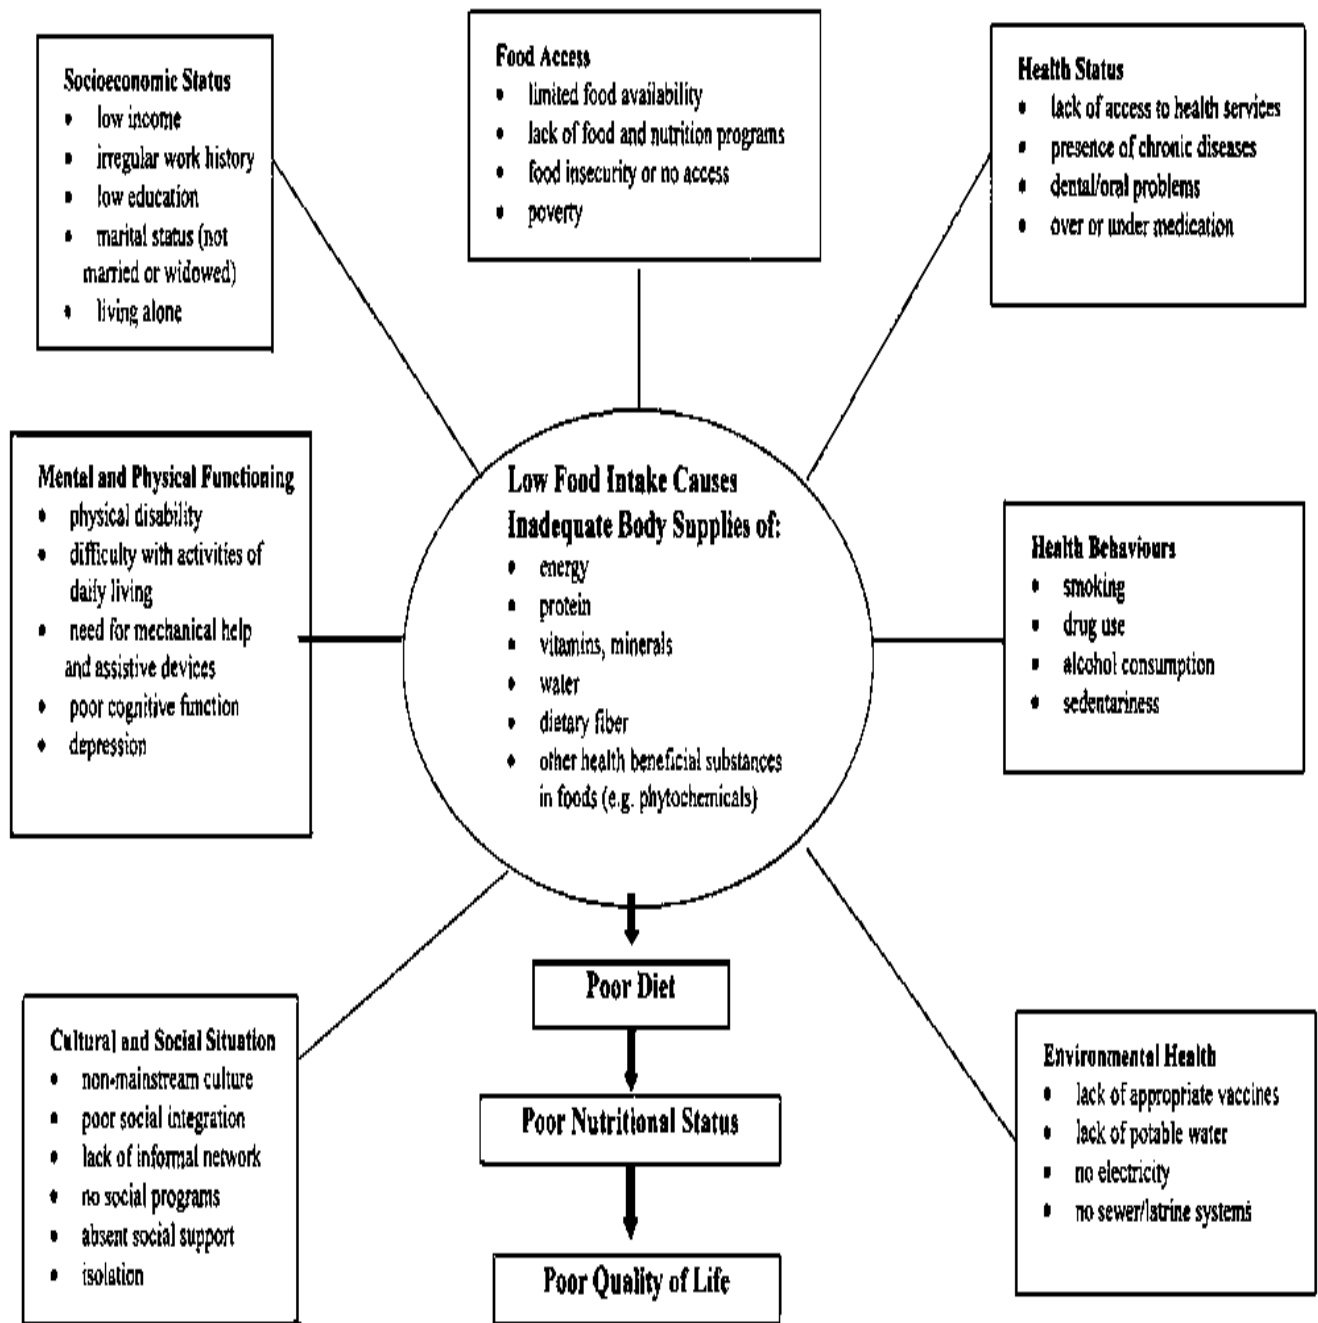 Socioeconomic Status
• low income
• irregular work history
• low education
• marital status (not
married or widowed)
• living alone
Food Access
• limited food availability
• lack of food and nutrition programs
• food insecurity or no access
• poverty
Health Status
• lack of access to health services
• presence of chronic diseases
• dental/oral problems
• over or under medication
Mental and Physical Functioning
• physical disability
• difficulty with activities of
daily living
• need for mechanical help
and assistive devices
• poor cognitive function
• depression
Low Food Intake Causes
Inadequate Body Supplies of:
• energy
• protein
• vitamins, minerals
• water
• dietary fiber
• other health beneficial substances
in foods (e.g. phytochemicals)
Health Behaviours
• smoking
• drug use
• alcohol consumption
• sedentariness
Cultural and Social Situation
• non-mainstream culture
• poor social integration
• lack of informal network
• no social programs
• absent social support
• isolation
Poor Diet
Poor Nutritional Status
Poor Quality of Life
Environmental Health
• lack of appropriate vaccines
• lack of potable water
• no electricity
• no sewer/latrine systems